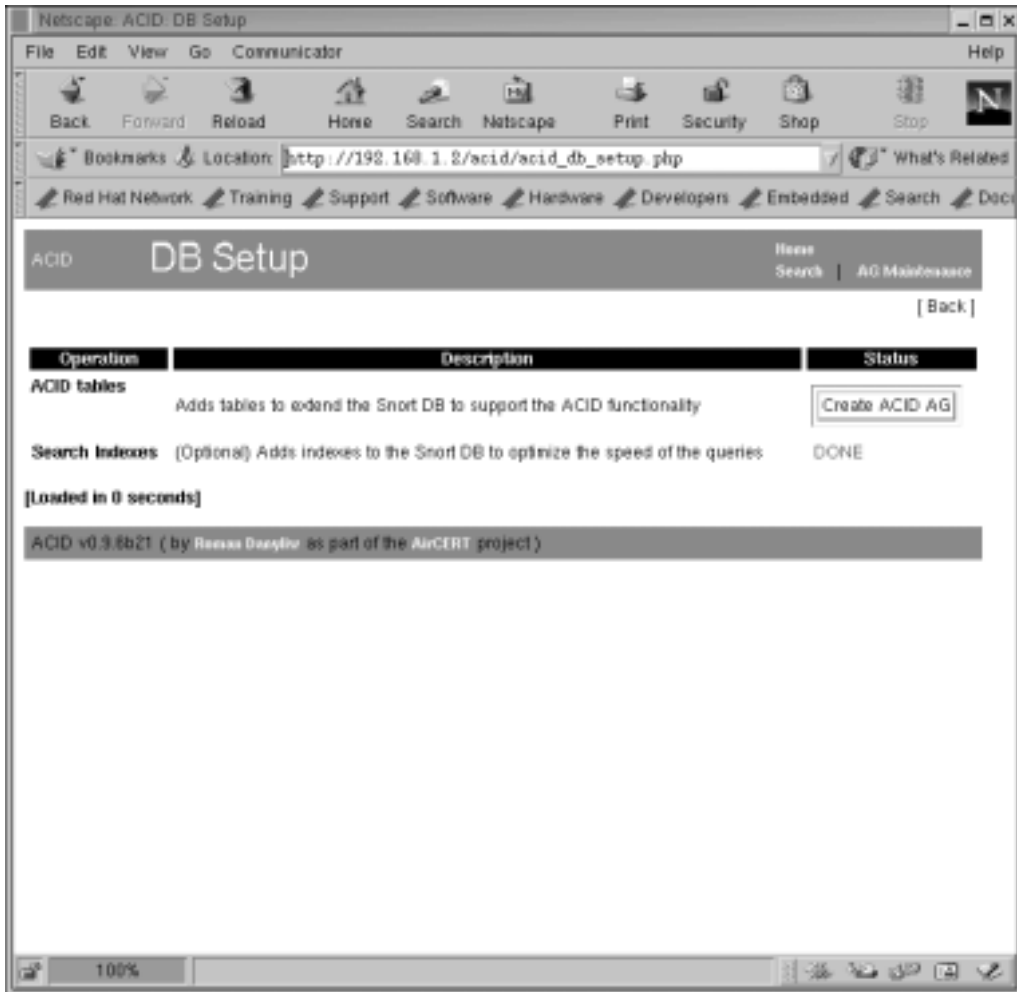 Netscape: ACID: DB Setup
File Edit View Go Communicator Help
Back Forward Reload Home Search Netscape Print Security Shop Stop N
Bookmarks Location: http://192.168.1.2/acid/acid_db_setup.php What's Related
Red Hat Network Training Support Software Hardware Developers Embedded Search Docu
ACID DB Setup Home
Search | AG Maintenance
[ Back ]
Operation Description Status
ACID tables
Adds tables to extend the Snort DB to support the ACID functionality Create ACID AG
Search Indexes (Optional) Adds indexes to the Snort DB to optimize the speed of the queries DONE
[Loaded in 0 seconds]
ACID v0.9.6b21 ( by Roman Danyliw as part of the AirCERT project )
100%